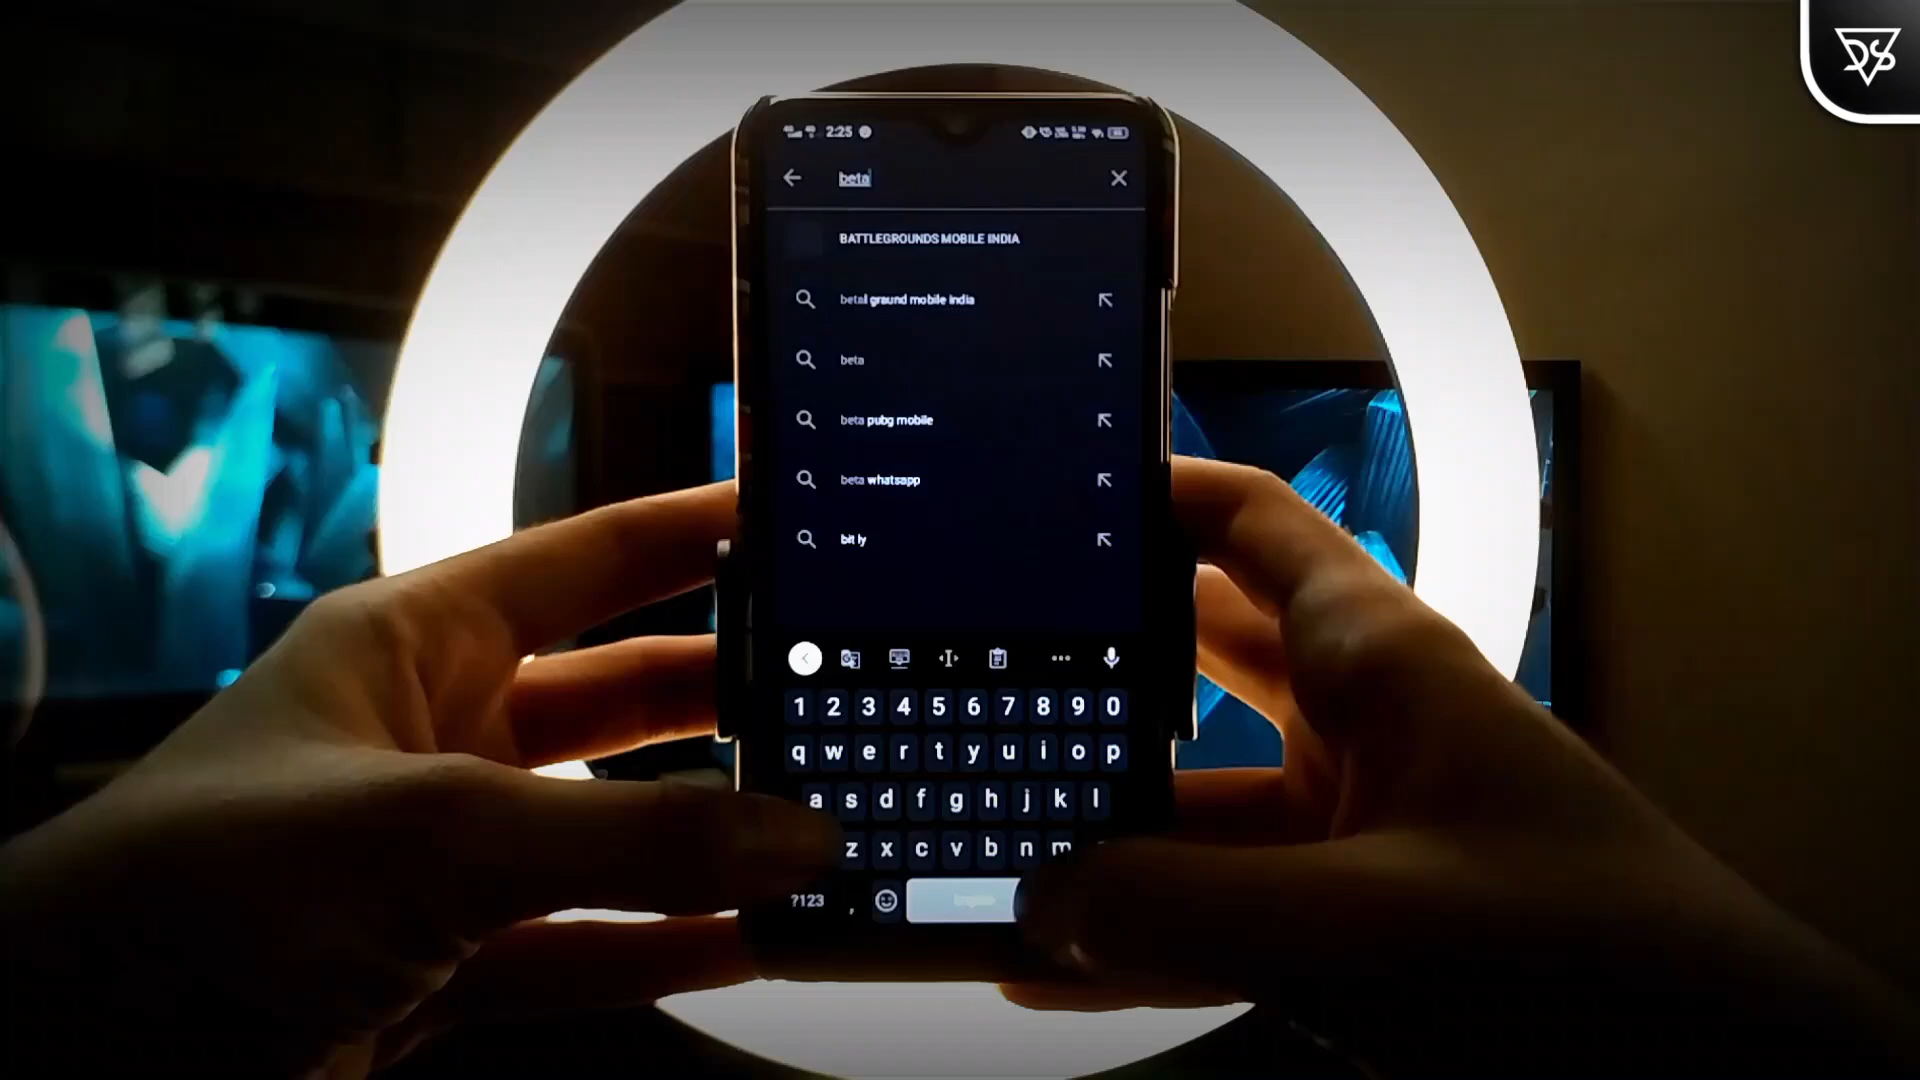 DS
2:25
beta
BATTLEGROUNDS MOBILE INDIA
betal graund mobile india
beta
beta pubg mobile
beta whatsapp
bit ly
1 2 3 4 5 6 7 8 9 0
q w e r t y u i o p
a s d f g h j k l
z x c v b n m
?123 ,